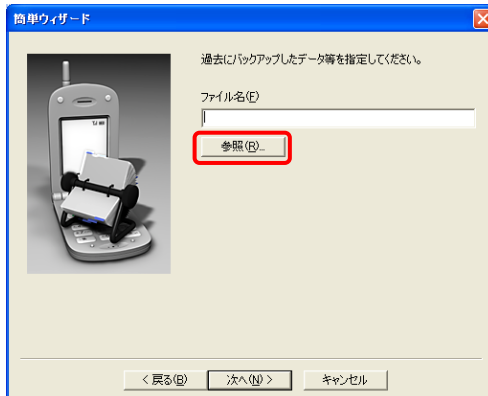 簡単ウィザード
過去にバックアップしたデータ等を指定してください。
ファイル名(F)
参照(R)...
< 戻る(B)
次へ(N) >
キャンセル